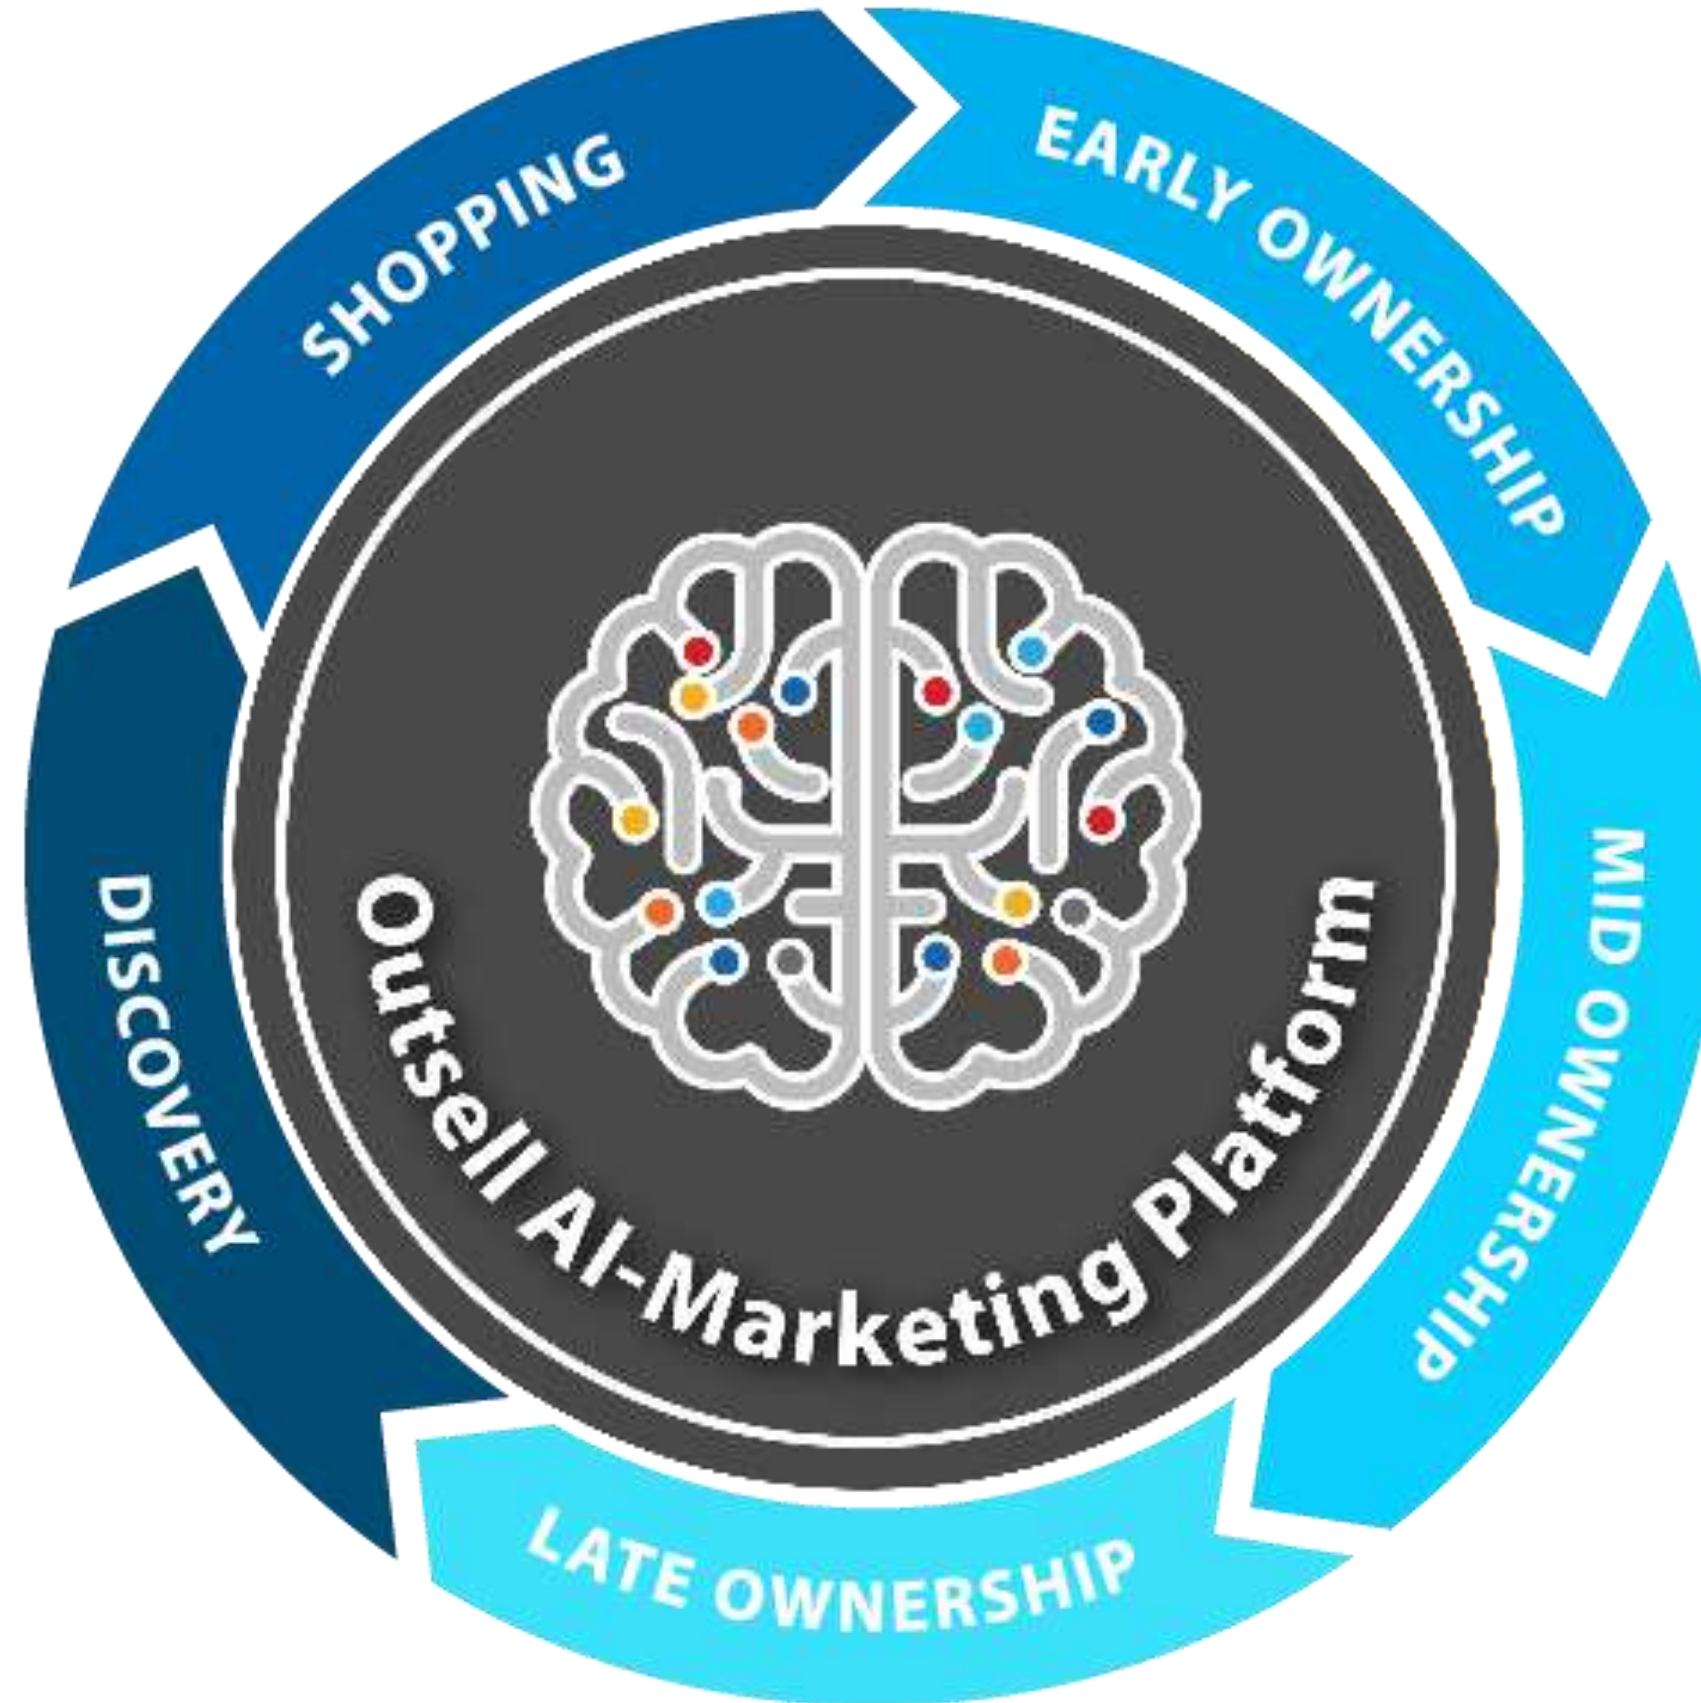 SHOPPING
EARLY OWNERSHIP
MID OWNERSHIP
LATE OWNERSHIP
DISCOVERY
Outsell AI-Marketing Platform